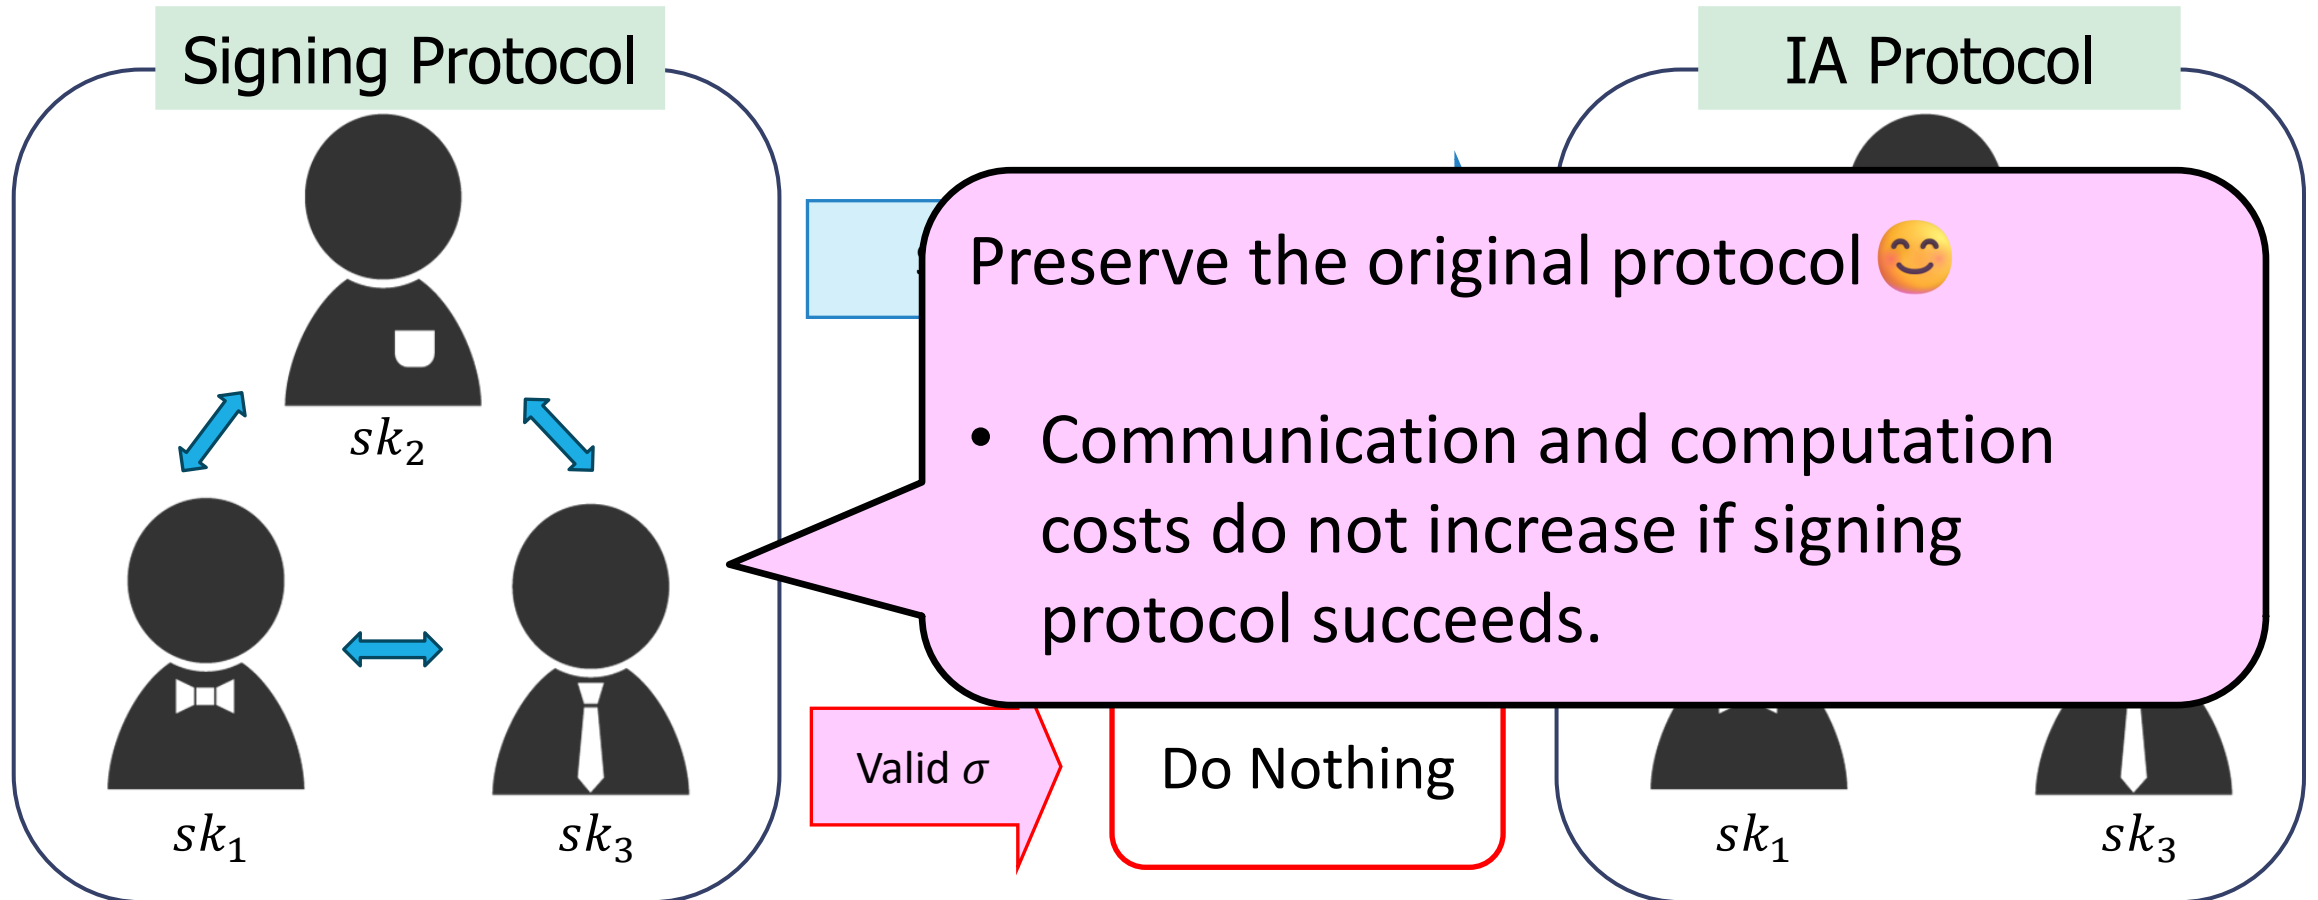 Signing Protocol
IA Protocol
Preserve the original protocol 😊
• Communication and computation
costs do not increase if signing
protocol succeeds.
sk₂
sk₁
sk₃
Valid σ
Do Nothing
sk₁
sk₃